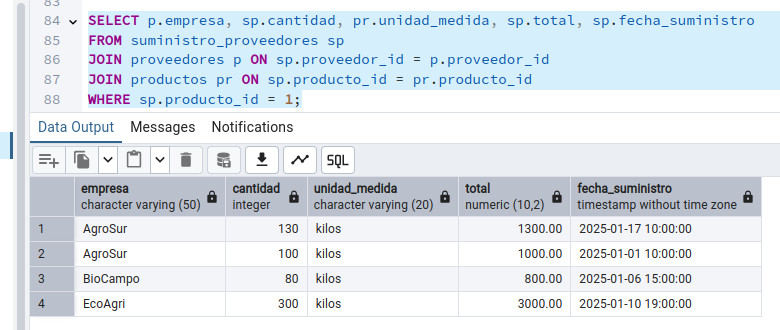 83
84 SELECT p.empresa, sp.cantidad, pr.unidad_medida, sp.total, sp.fecha_suministro
85 FROM suministro_proveedores sp
86 JOIN proveedores p ON sp.proveedor_id = p.proveedor_id
87 JOIN productos pr ON sp.producto_id = pr.producto_id
88 WHERE sp.producto_id = 1;
Data Output Messages Notifications
SQL
empresa cantidad unidad_medida total fecha_suministro
character varying (50) integer character varying (20) numeric (10,2) timestamp without time zone
1 AgroSur 130 kilos 1300.00 2025-01-17 10:00:00
2 AgroSur 100 kilos 1000.00 2025-01-01 10:00:00
3 BioCampo 80 kilos 800.00 2025-01-06 15:00:00
4 EcoAgri 300 kilos 3000.00 2025-01-10 19:00:00